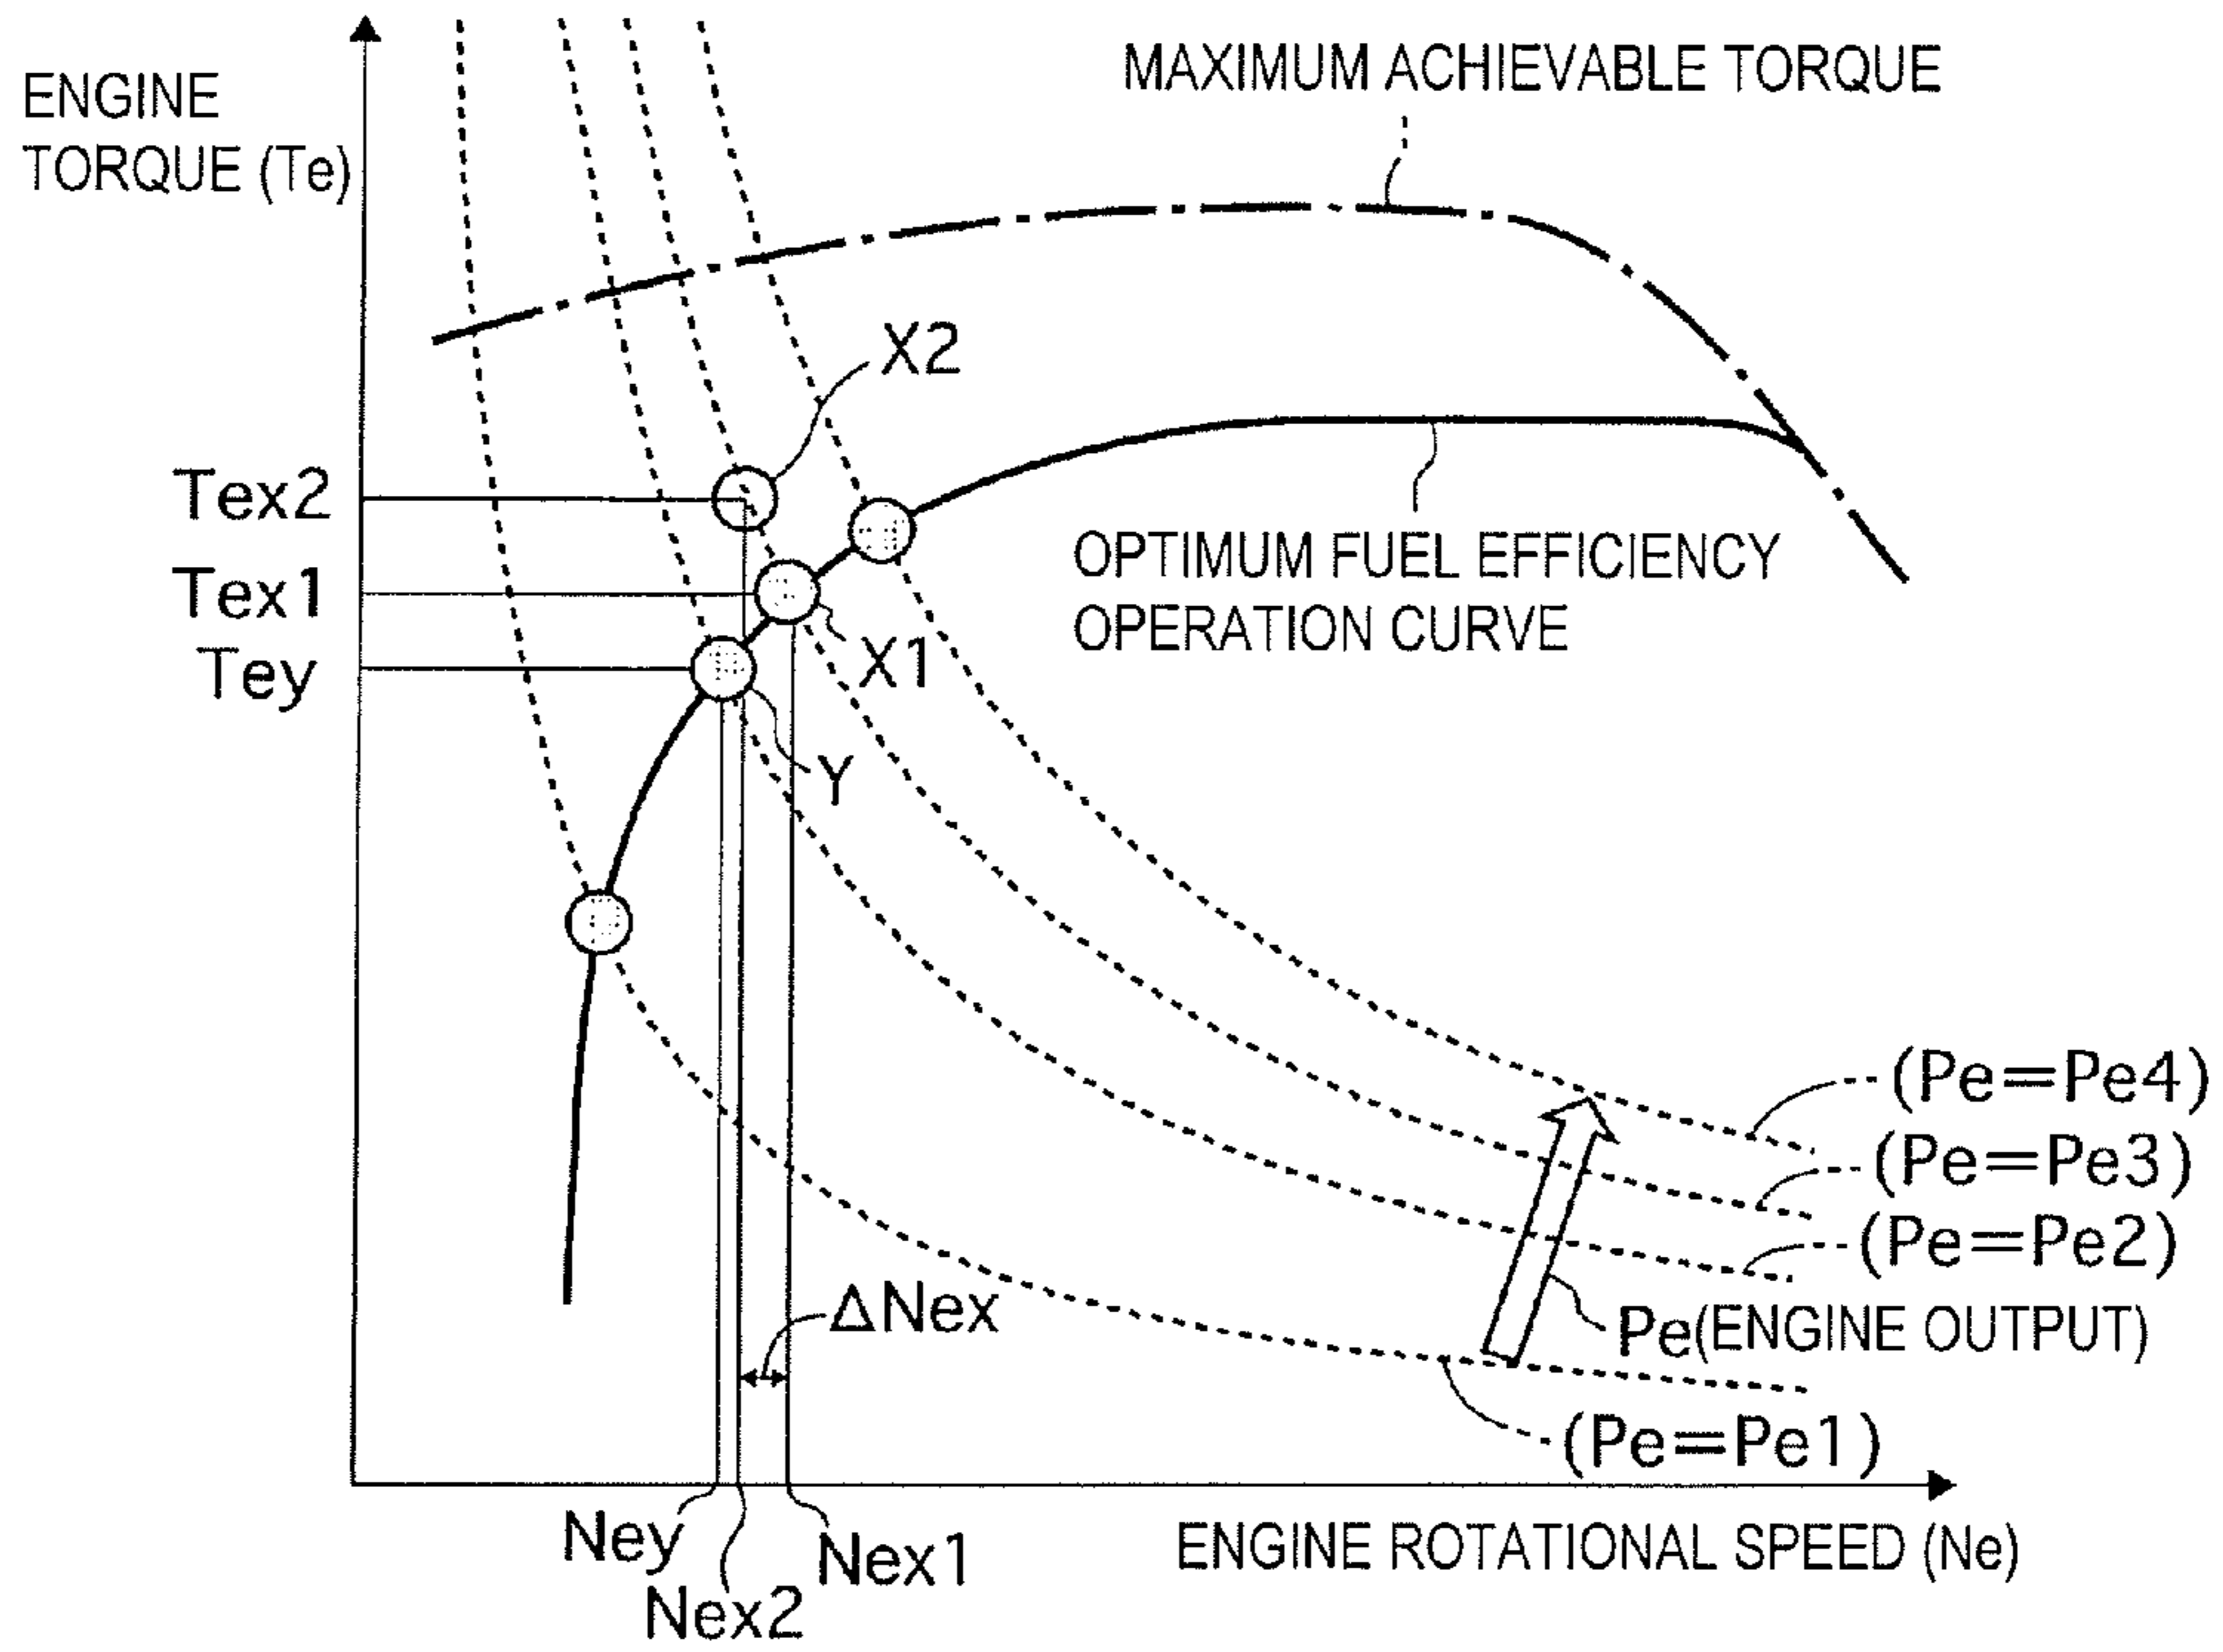 ENGINE
TORQUE (Te)
MAXIMUM ACHIEVABLE TORQUE
X2
Tex2
OPTIMUM FUEL EFFICIENCY
OPERATION CURVE
Tex1
X1
Tey
Y
(Pe=Pe4)
(Pe=Pe3)
(Pe=Pe2)
ΔNex
Pe(ENGINE OUTPUT)
(Pe=Pe1)
Ney
Nex2
Nex1
ENGINE ROTATIONAL SPEED (Ne)